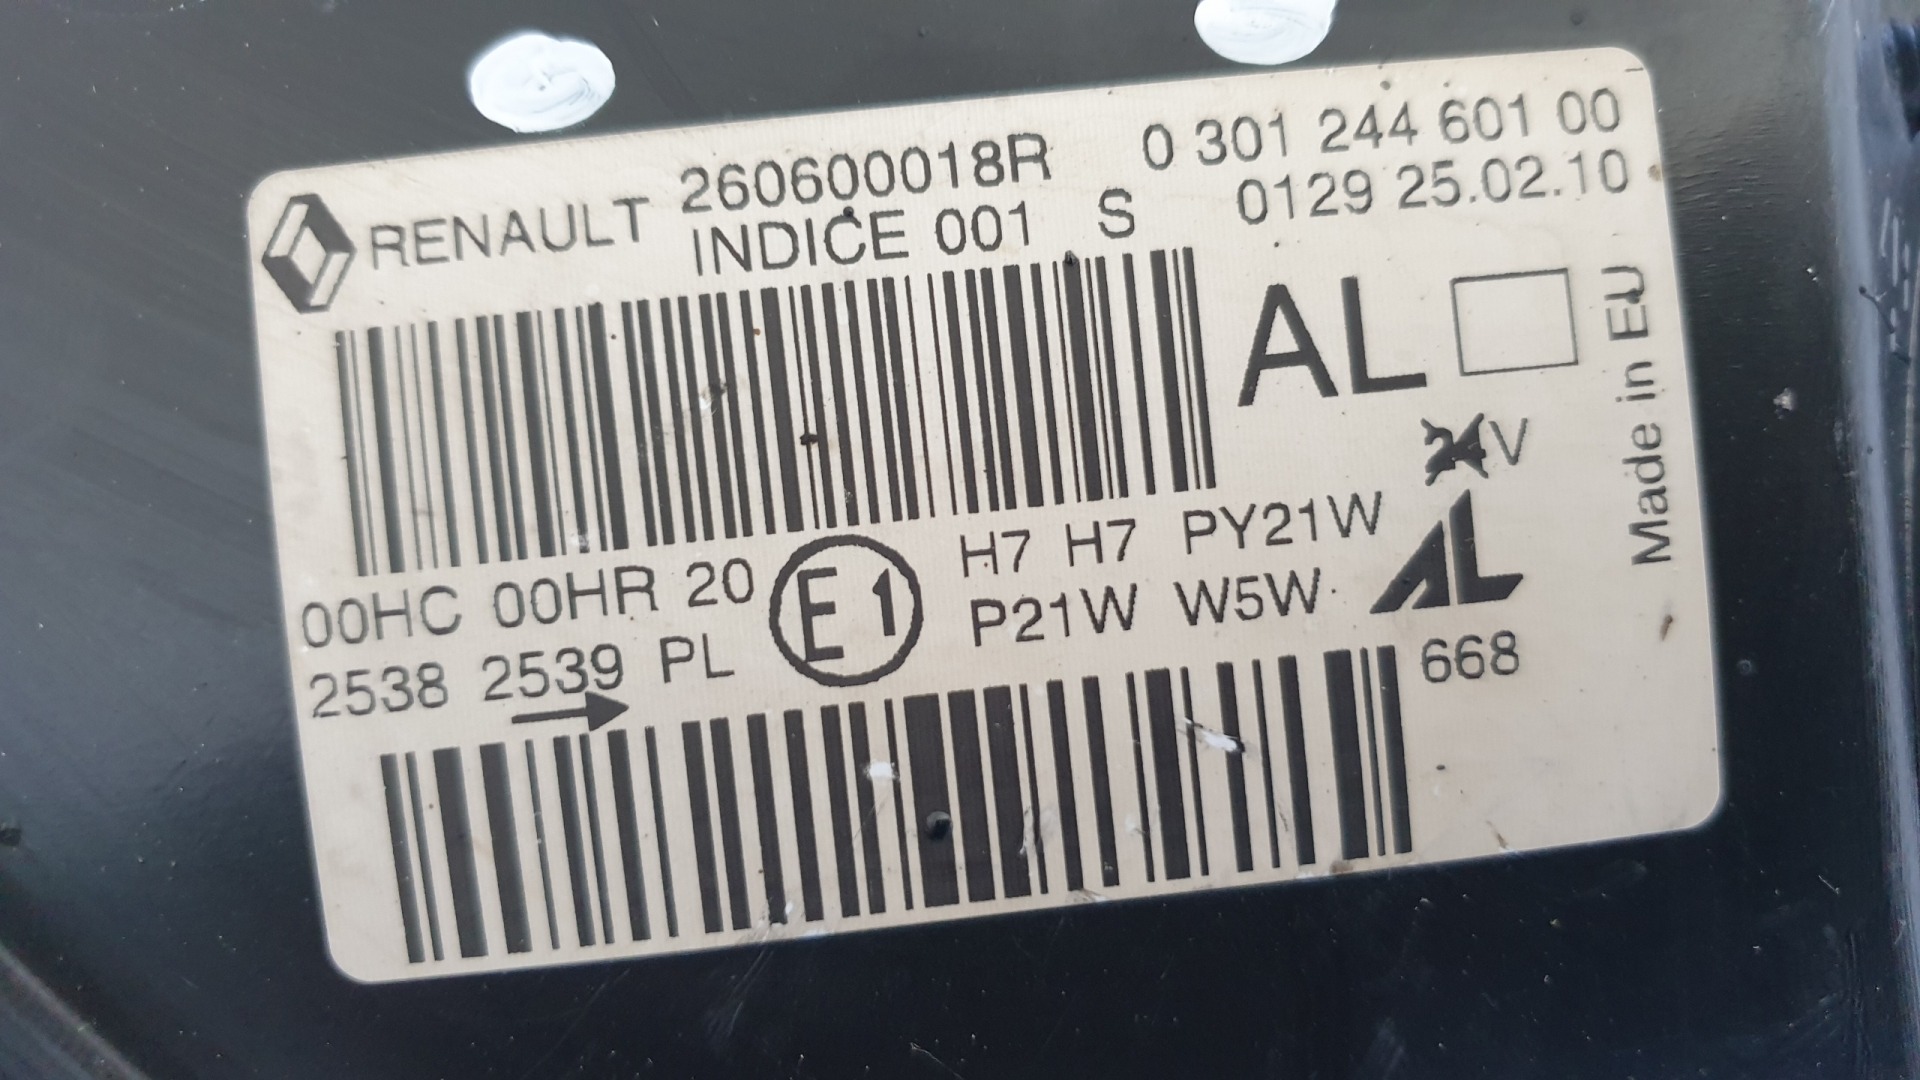 RENAULT 260600018R 0 301 244 601 00
INDICE 001 S 0129 25.02.10
AL
Made in EU
V
00HC 00HR 20 E1 H7 H7 PY21W
2538 2539 PL P21W W5W AL
668